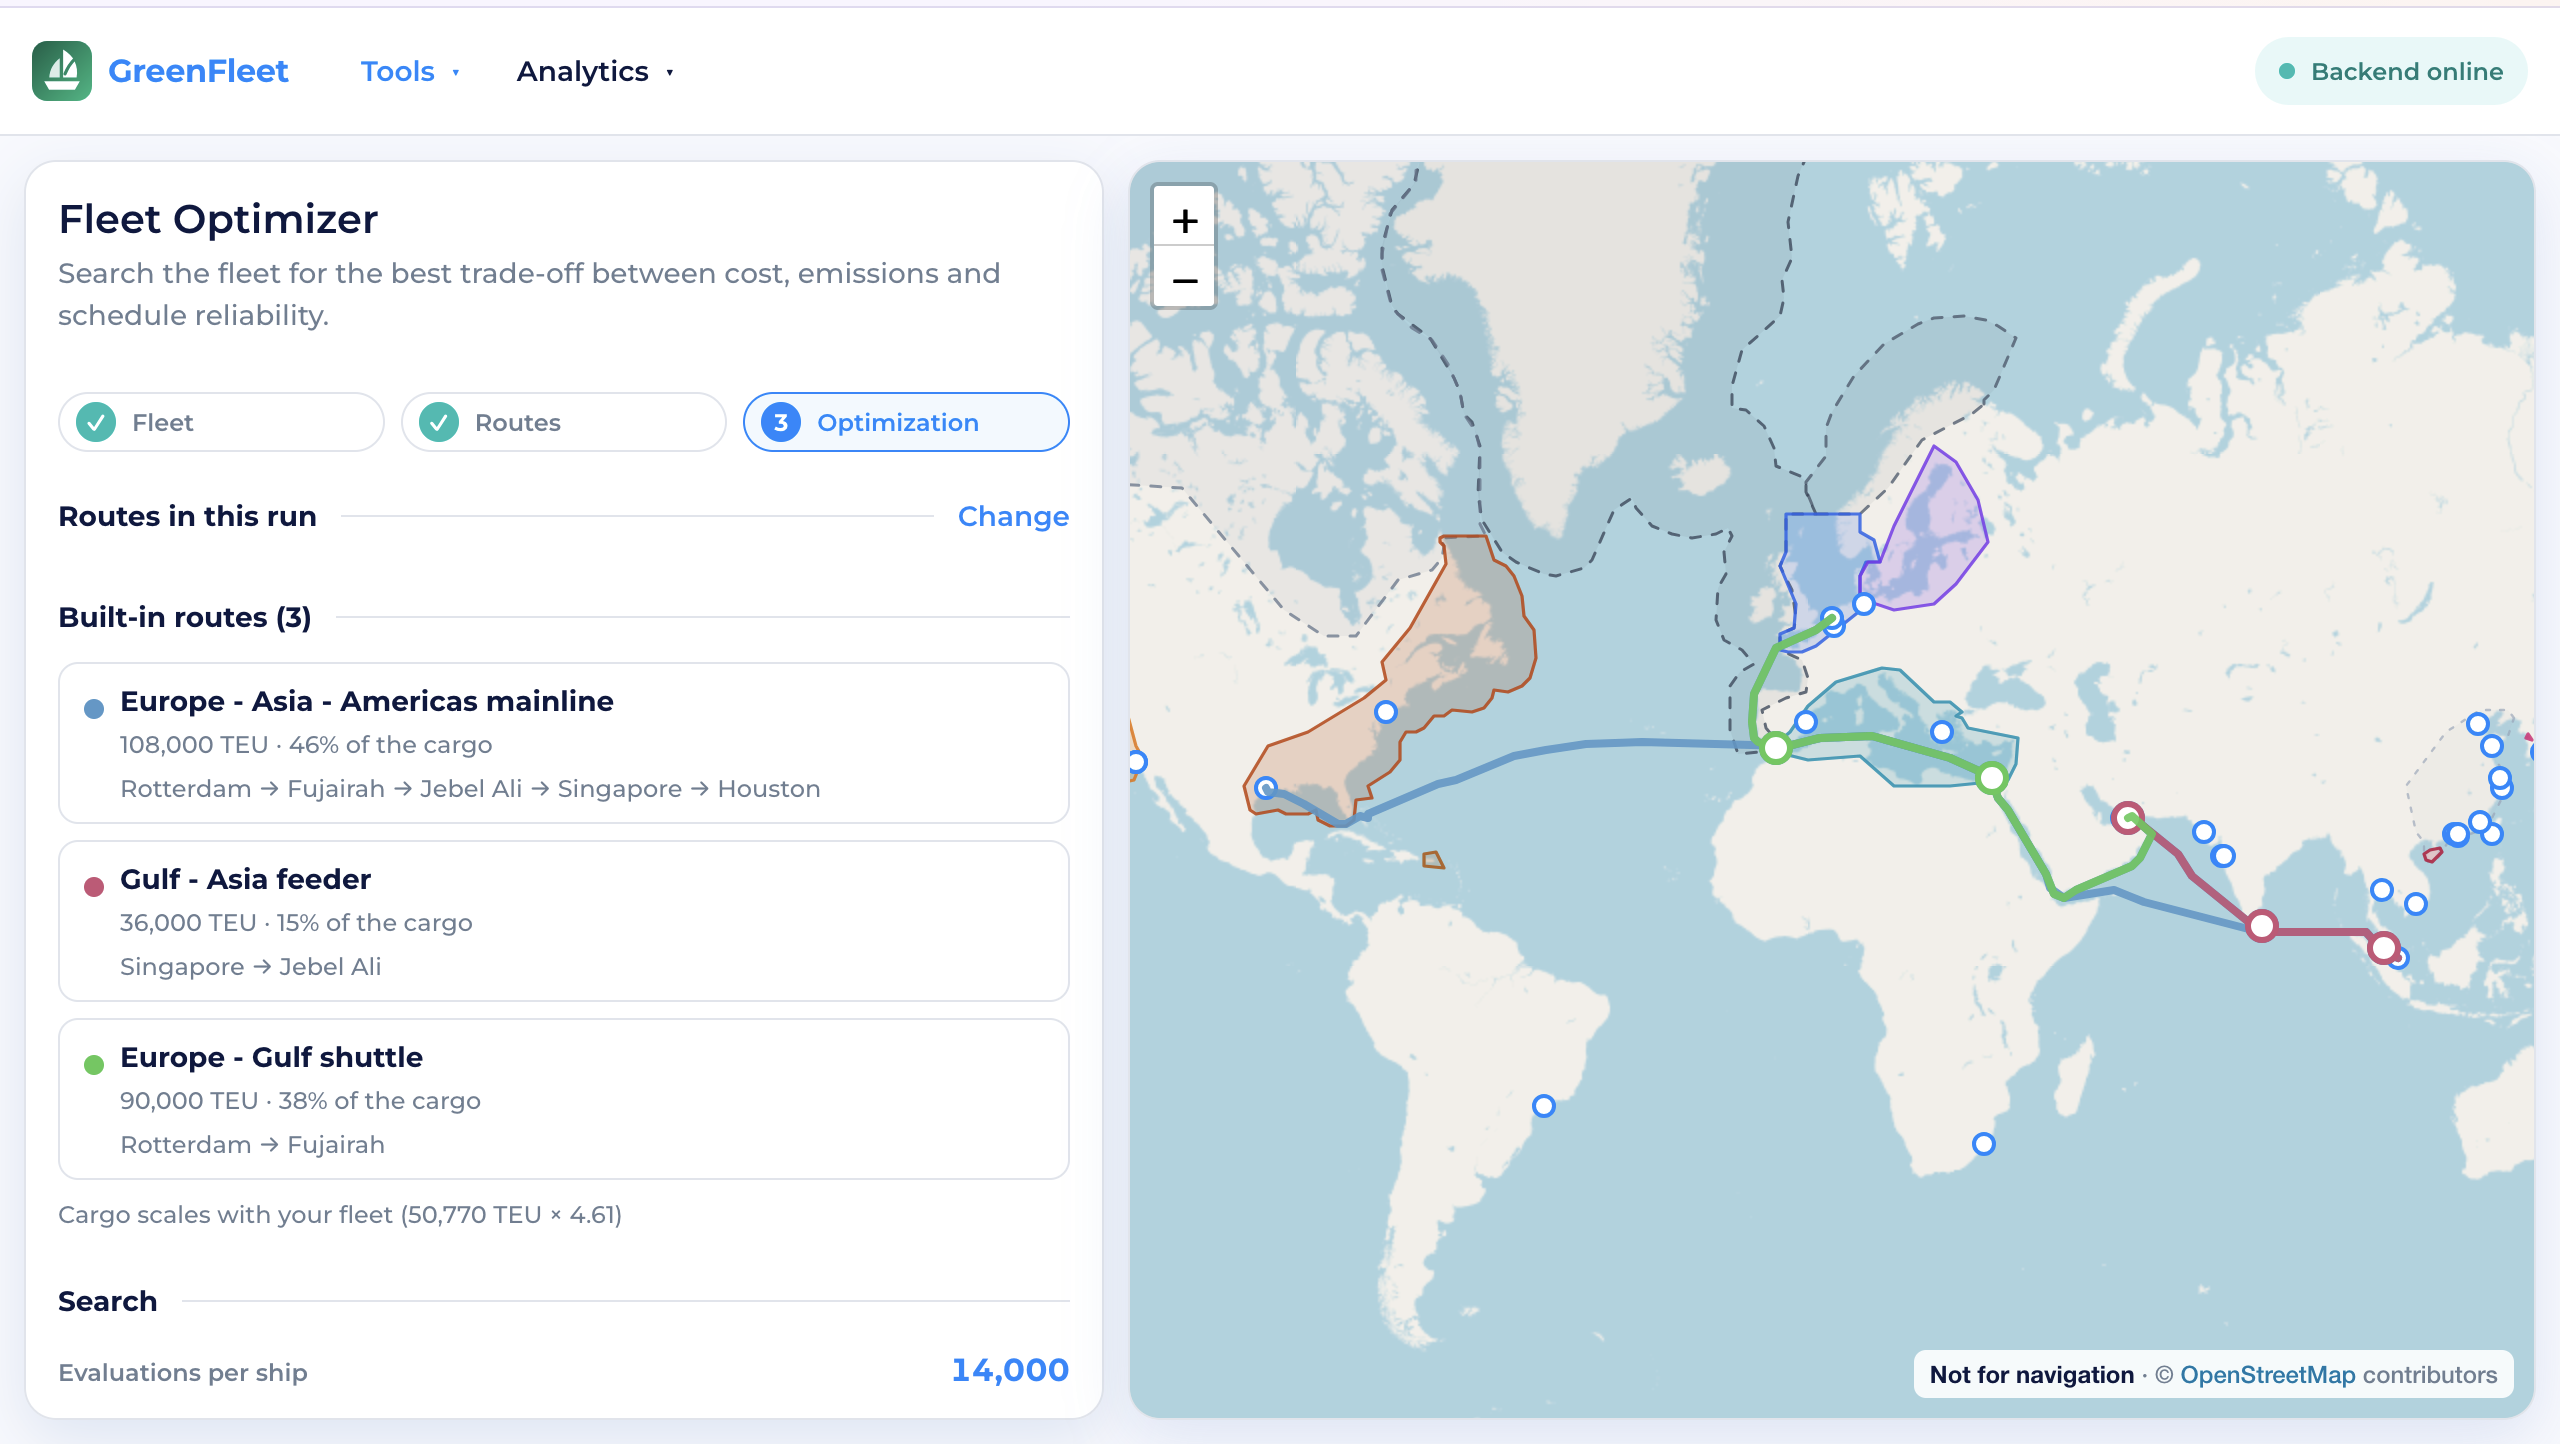 GreenFleet
Tools
Analytics
Backend online
Fleet Optimizer
Search the fleet for the best trade-off between cost, emissions and
schedule reliability.
Fleet
Routes
3 Optimization
Routes in this run
Change
Built-in routes (3)
Europe - Asia - Americas mainline
108,000 TEU · 46% of the cargo
Rotterdam → Fujairah → Jebel Ali → Singapore → Houston
Gulf - Asia feeder
36,000 TEU · 15% of the cargo
Singapore → Jebel Ali
Europe - Gulf shuttle
90,000 TEU · 38% of the cargo
Rotterdam → Fujairah
Cargo scales with your fleet (50,770 TEU × 4.61)
Search
Evaluations per ship
14,000
+
−
Not for navigation · © OpenStreetMap contributors